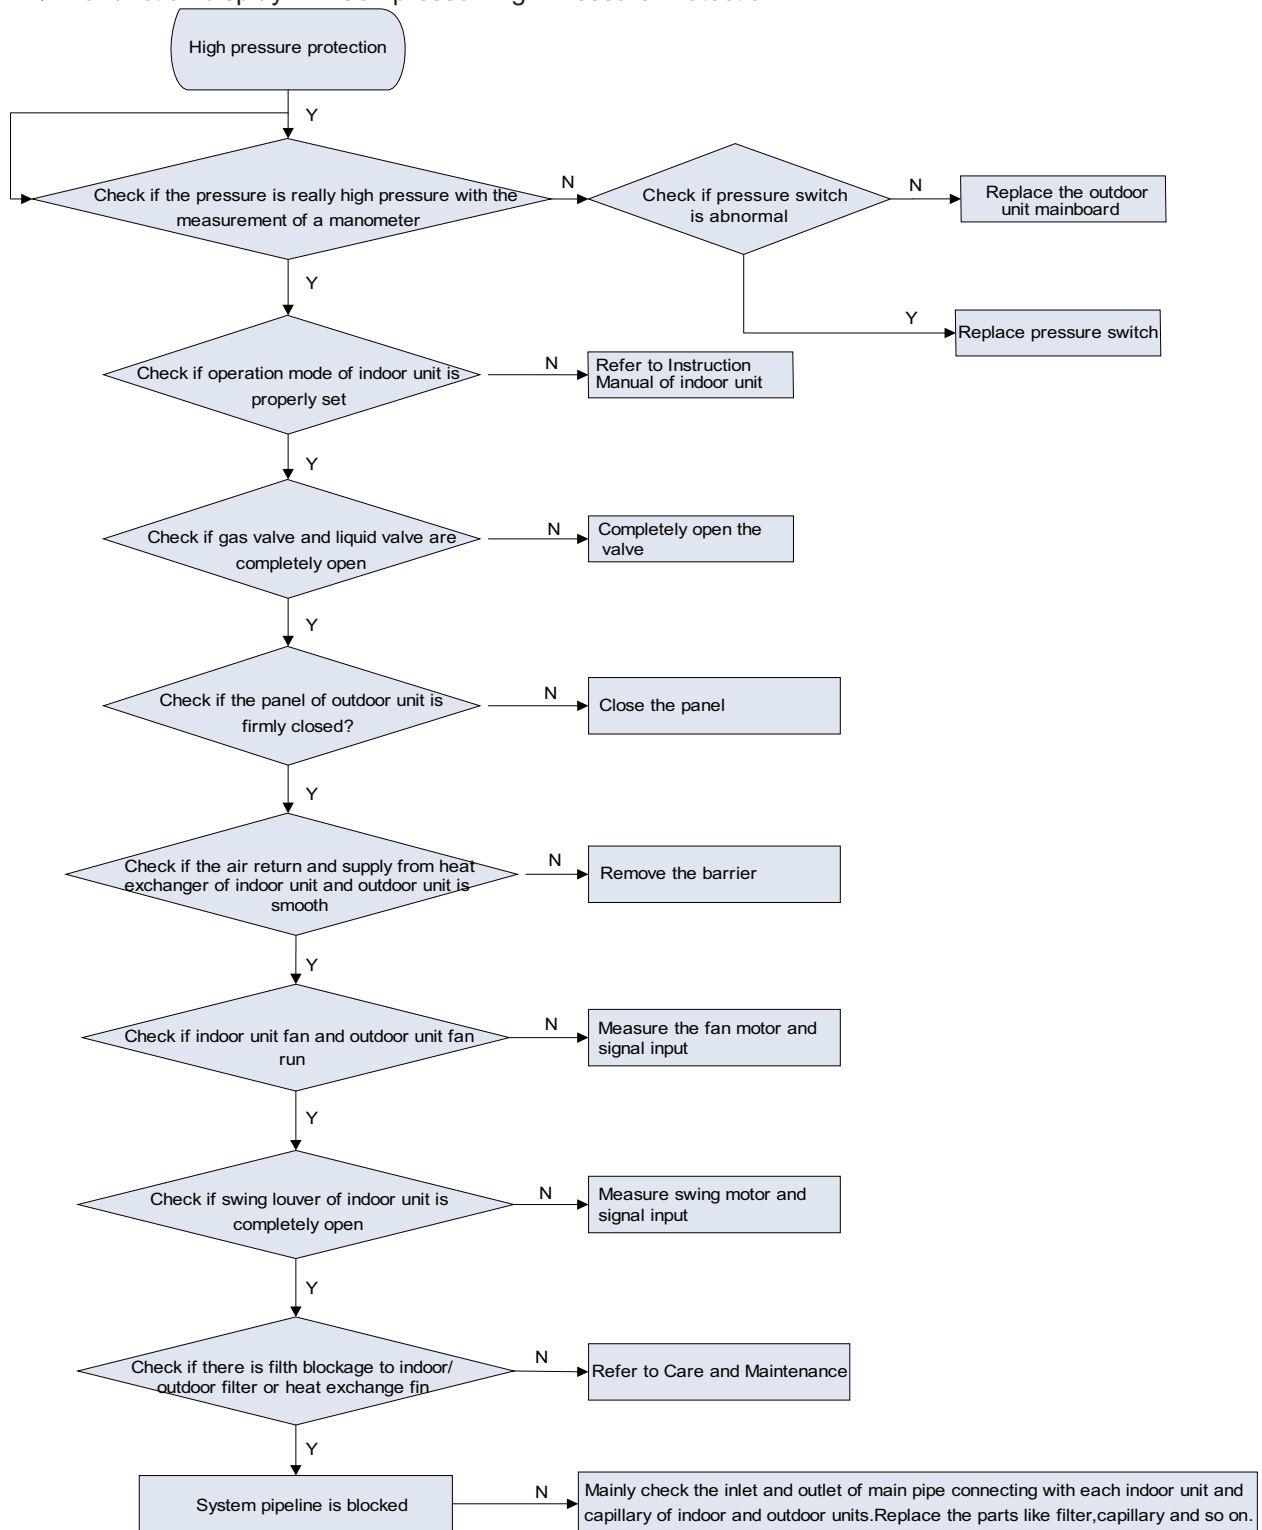 High pressure protection
Y
Check if the pressure is really high pressure with the
measurement of a manometer
N
Check if pressure switch
is abnormal
N
Replace the outdoor
unit mainboard
Y
Y
Replace pressure switch
Check if operation mode of indoor unit is
properly set
N
Refer to Instruction
Manual of indoor unit
Y
Check if gas valve and liquid valve are
completely open
N
Completely open the
valve
Y
Check if the panel of outdoor unit is
firmly closed?
N
Close the panel
Y
Check if the air return and supply from heat
exchanger of indoor unit and outdoor unit is
smooth
N
Remove the barrier
Y
Check if indoor unit fan and outdoor unit fan
run
N
Measure the fan motor and
signal input
Y
Check if swing louver of indoor unit is
completely open
N
Measure swing motor and
signal input
Y
Check if there is filth blockage to indoor/
outdoor filter or heat exchange fin
N
Refer to Care and Maintenance
Y
System pipeline is blocked
N
Mainly check the inlet and outlet of main pipe connecting with each indoor unit and
capillary of indoor and outdoor units.Replace the parts like filter,capillary and so on.